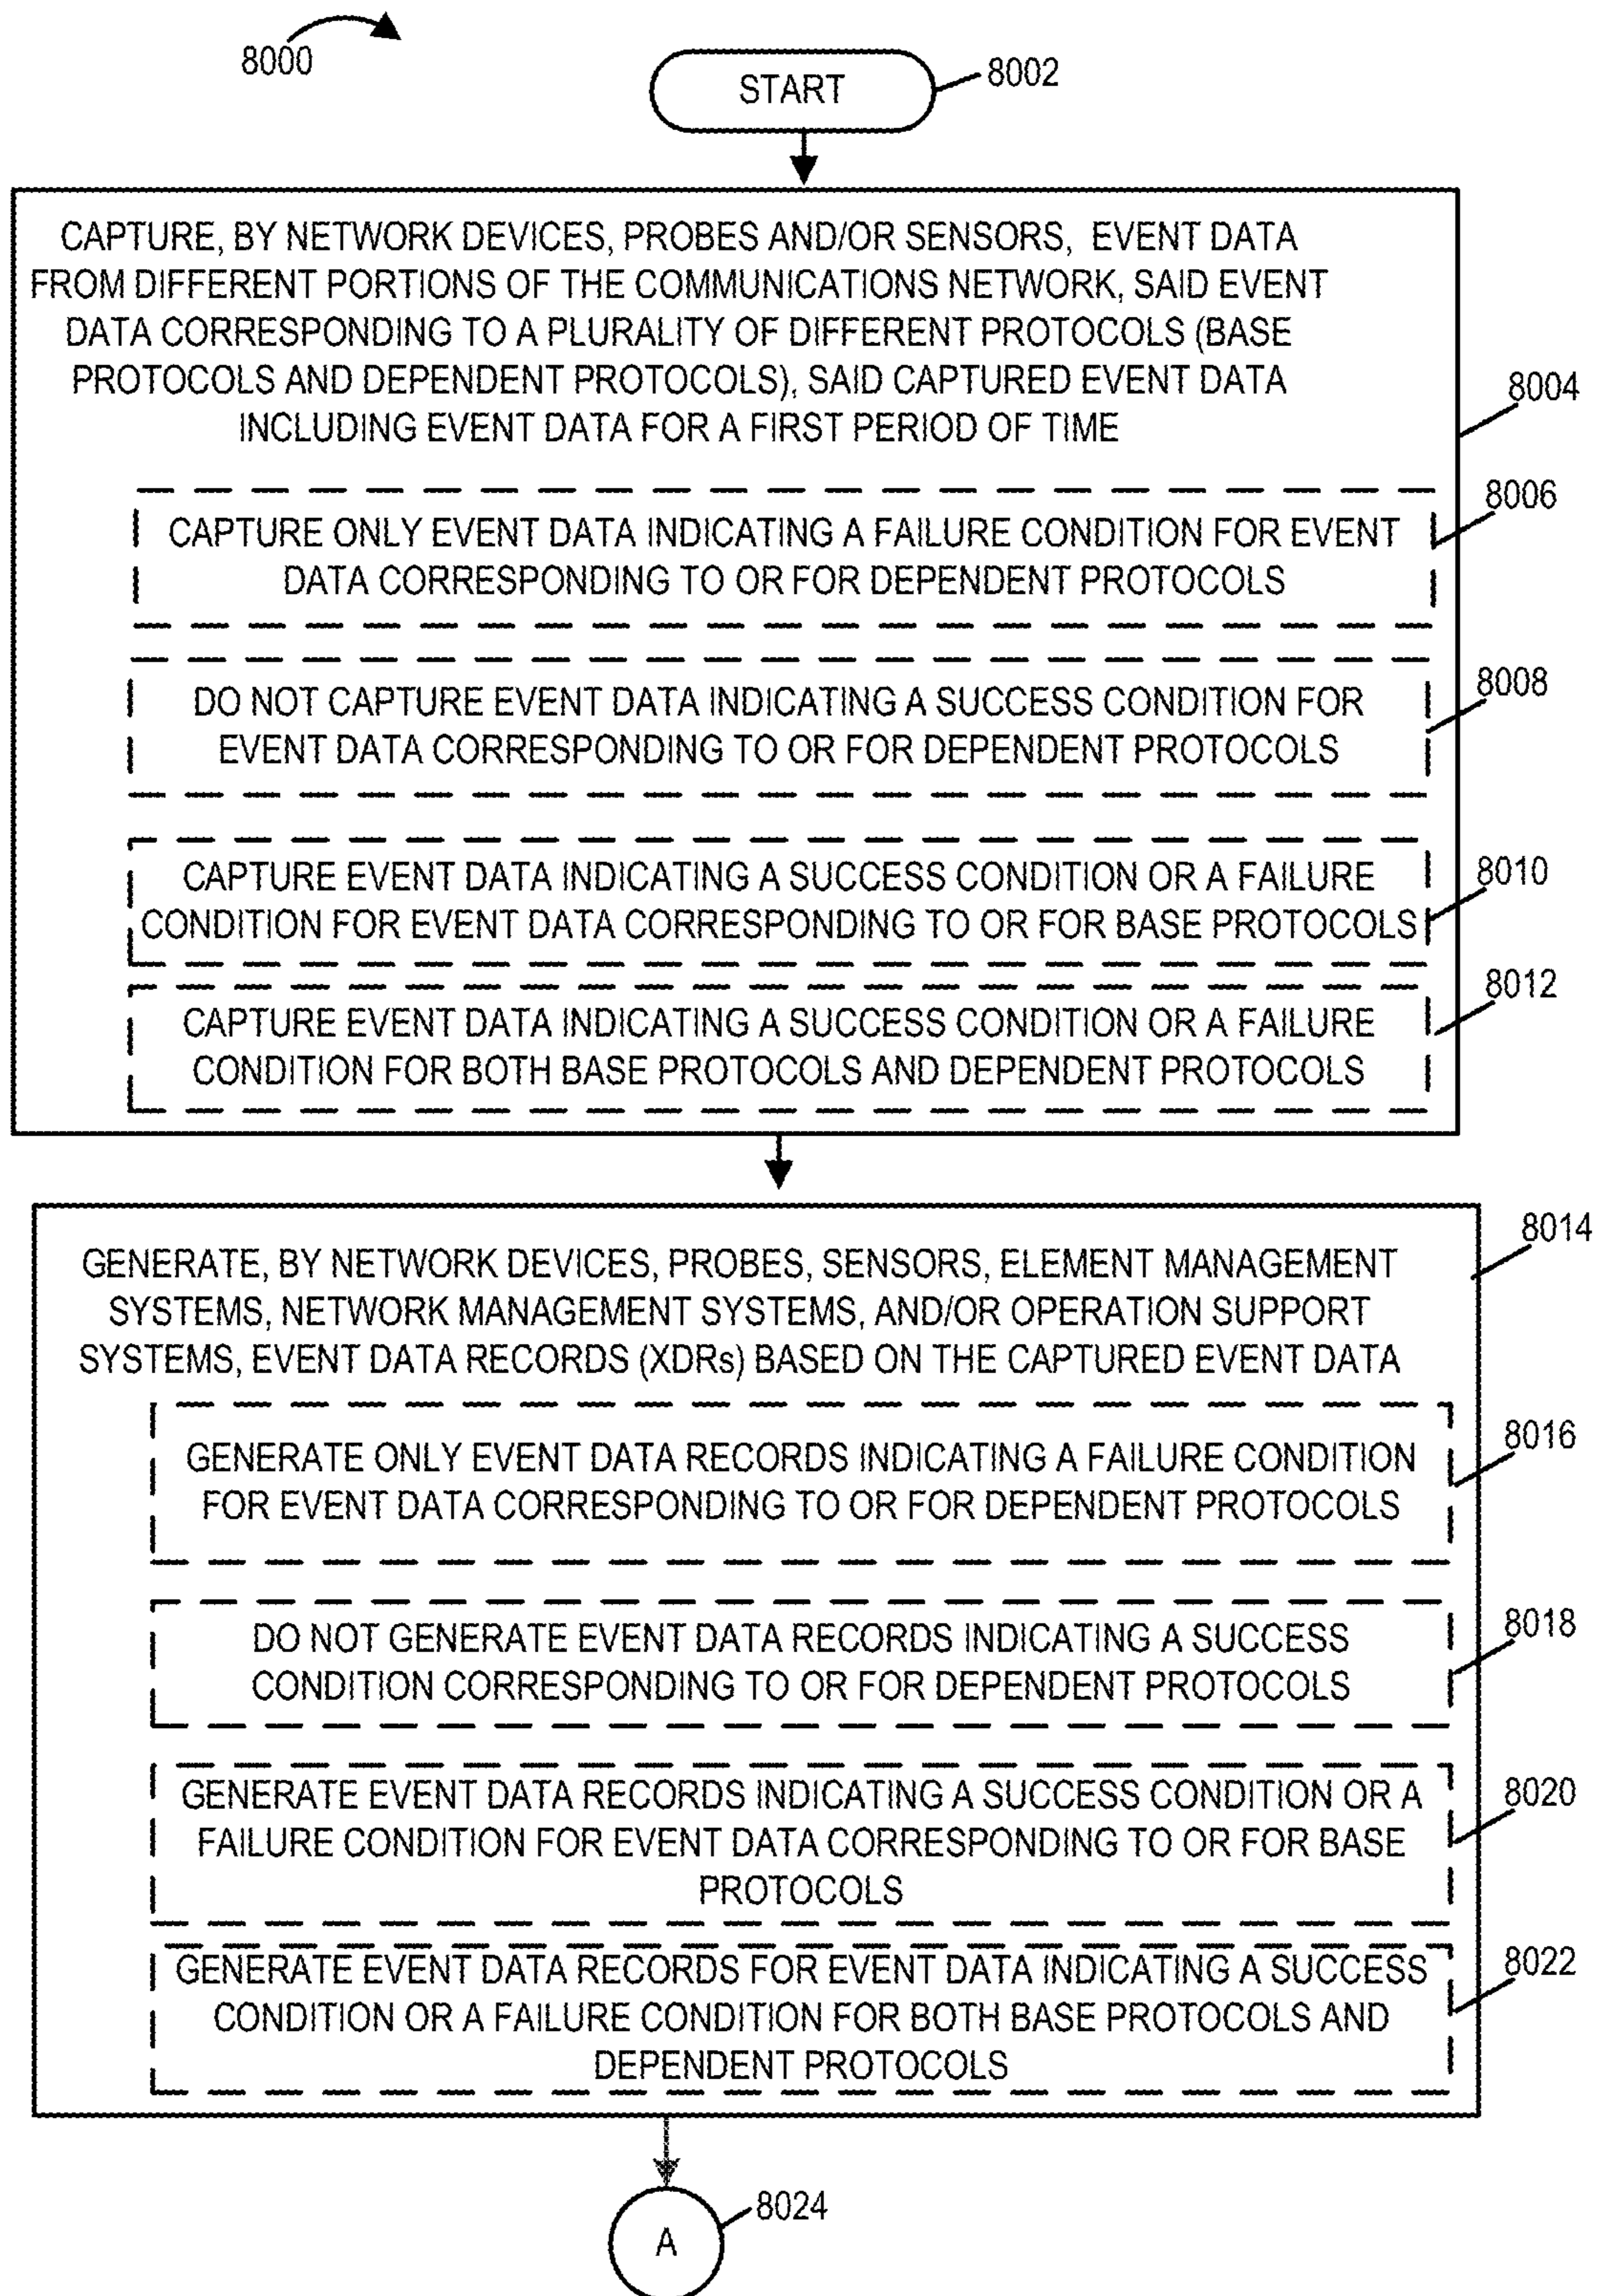 8000
START
8002
CAPTURE, BY NETWORK DEVICES, PROBES AND/OR SENSORS, EVENT DATA
FROM DIFFERENT PORTIONS OF THE COMMUNICATIONS NETWORK, SAID EVENT
DATA CORRESPONDING TO A PLURALITY OF DIFFERENT PROTOCOLS (BASE
PROTOCOLS AND DEPENDENT PROTOCOLS), SAID CAPTURED EVENT DATA
INCLUDING EVENT DATA FOR A FIRST PERIOD OF TIME
8004
CAPTURE ONLY EVENT DATA INDICATING A FAILURE CONDITION FOR EVENT
DATA CORRESPONDING TO OR FOR DEPENDENT PROTOCOLS
8006
DO NOT CAPTURE EVENT DATA INDICATING A SUCCESS CONDITION FOR
EVENT DATA CORRESPONDING TO OR FOR DEPENDENT PROTOCOLS
8008
CAPTURE EVENT DATA INDICATING A SUCCESS CONDITION OR A FAILURE
CONDITION FOR EVENT DATA CORRESPONDING TO OR FOR BASE PROTOCOLS
8010
CAPTURE EVENT DATA INDICATING A SUCCESS CONDITION OR A FAILURE
CONDITION FOR BOTH BASE PROTOCOLS AND DEPENDENT PROTOCOLS
8012
GENERATE, BY NETWORK DEVICES, PROBES, SENSORS, ELEMENT MANAGEMENT
SYSTEMS, NETWORK MANAGEMENT SYSTEMS, AND/OR OPERATION SUPPORT
SYSTEMS, EVENT DATA RECORDS (XDRs) BASED ON THE CAPTURED EVENT DATA
8014
GENERATE ONLY EVENT DATA RECORDS INDICATING A FAILURE CONDITION
FOR EVENT DATA CORRESPONDING TO OR FOR DEPENDENT PROTOCOLS
8016
DO NOT GENERATE EVENT DATA RECORDS INDICATING A SUCCESS
CONDITION CORRESPONDING TO OR FOR DEPENDENT PROTOCOLS
8018
GENERATE EVENT DATA RECORDS INDICATING A SUCCESS CONDITION OR A
FAILURE CONDITION FOR EVENT DATA CORRESPONDING TO OR FOR BASE
PROTOCOLS
8020
GENERATE EVENT DATA RECORDS FOR EVENT DATA INDICATING A SUCCESS
CONDITION OR A FAILURE CONDITION FOR BOTH BASE PROTOCOLS AND
DEPENDENT PROTOCOLS
8022
A
8024